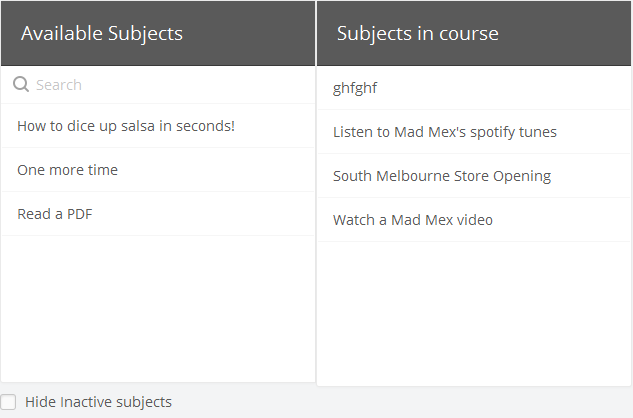 Available Subjects
Search
How to dice up salsa in seconds!
One more time
Read a PDF
Hide Inactive subjects
Subjects in course
ghfghf
Listen to Mad Mex's spotify tunes
South Melbourne Store Opening
Watch a Mad Mex video